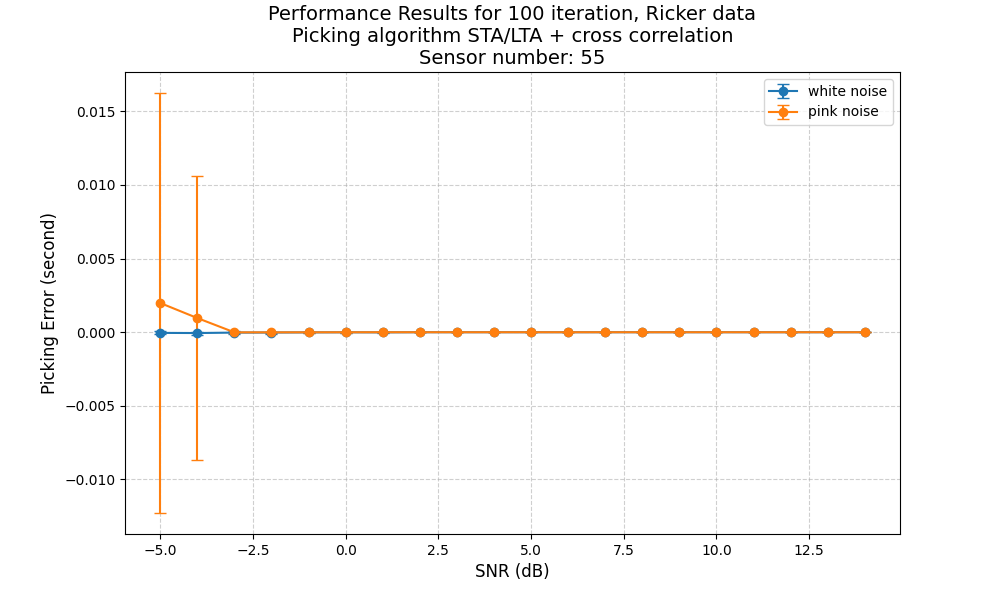 Performance Results for 100 iteration, Ricker data
Picking algorithm STA/LTA + cross correlation
Sensor number: 55
white noise
pink noise
0.015
0.010
0.005
0.000
−0.005
−0.010
Picking Error (second)
−5.0
−2.5
0.0
2.5
5.0
7.5
10.0
12.5
SNR (dB)